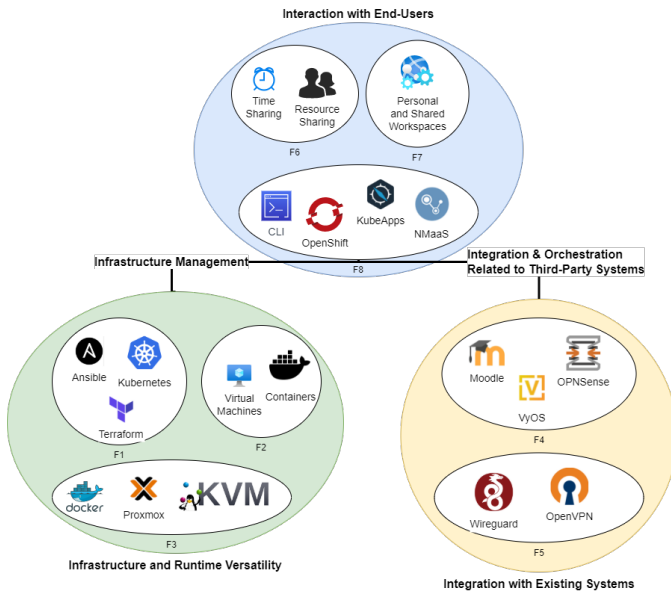 Interaction with End-Users
Time
Sharing
Resource
Sharing
F6
Personal
and Shared
Workspaces
F7
CLI
OpenShift
KubeApps
NMaaS
F8
Infrastructure Management
Integration & Orchestration
Related to Third-Party Systems
Ansible
Kubernetes
Terraform
F1
Virtual
Machines
Containers
F2
docker
Proxmox
KVM
F3
Infrastructure and Runtime Versatility
Moodle
OPNSense
VyOS
F4
Wireguard
OpenVPN
F5
Integration with Existing Systems